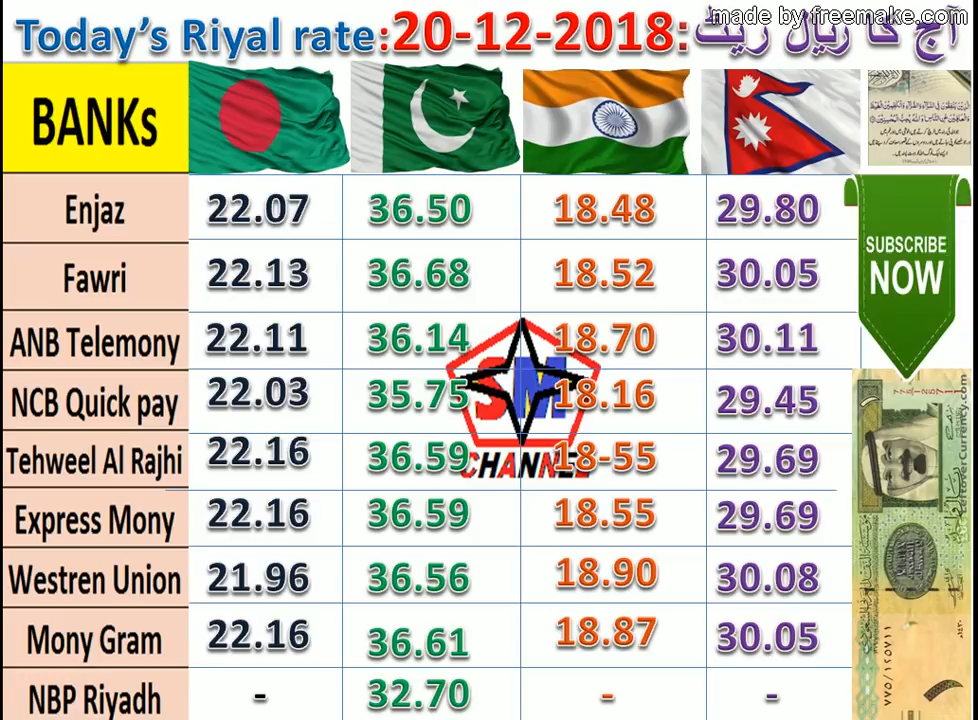 made by freemake.com
Today's Riyal rate:20-12-2018:آج کا ریال ریٹ
BANKs
Enjaz 22.07 36.50 18.48 29.80
SUBSCRIBE
NOW
Fawri 22.13 36.68 18.52 30.05
ANB Telemony 22.11 36.14 18.70 30.11
NCB Quick pay 22.03 35.75 18.16 29.45
SM
CHANNEL
Tehweel Al Rajhi 22.16 36.59 18-55 29.69
Express Mony 22.16 36.59 18.55 29.69
Westren Union 21.96 36.56 18.90 30.08
Mony Gram 22.16 36.61 18.87 30.05
NBP Riyadh - 32.70 - -
LeftoverCurrency.com